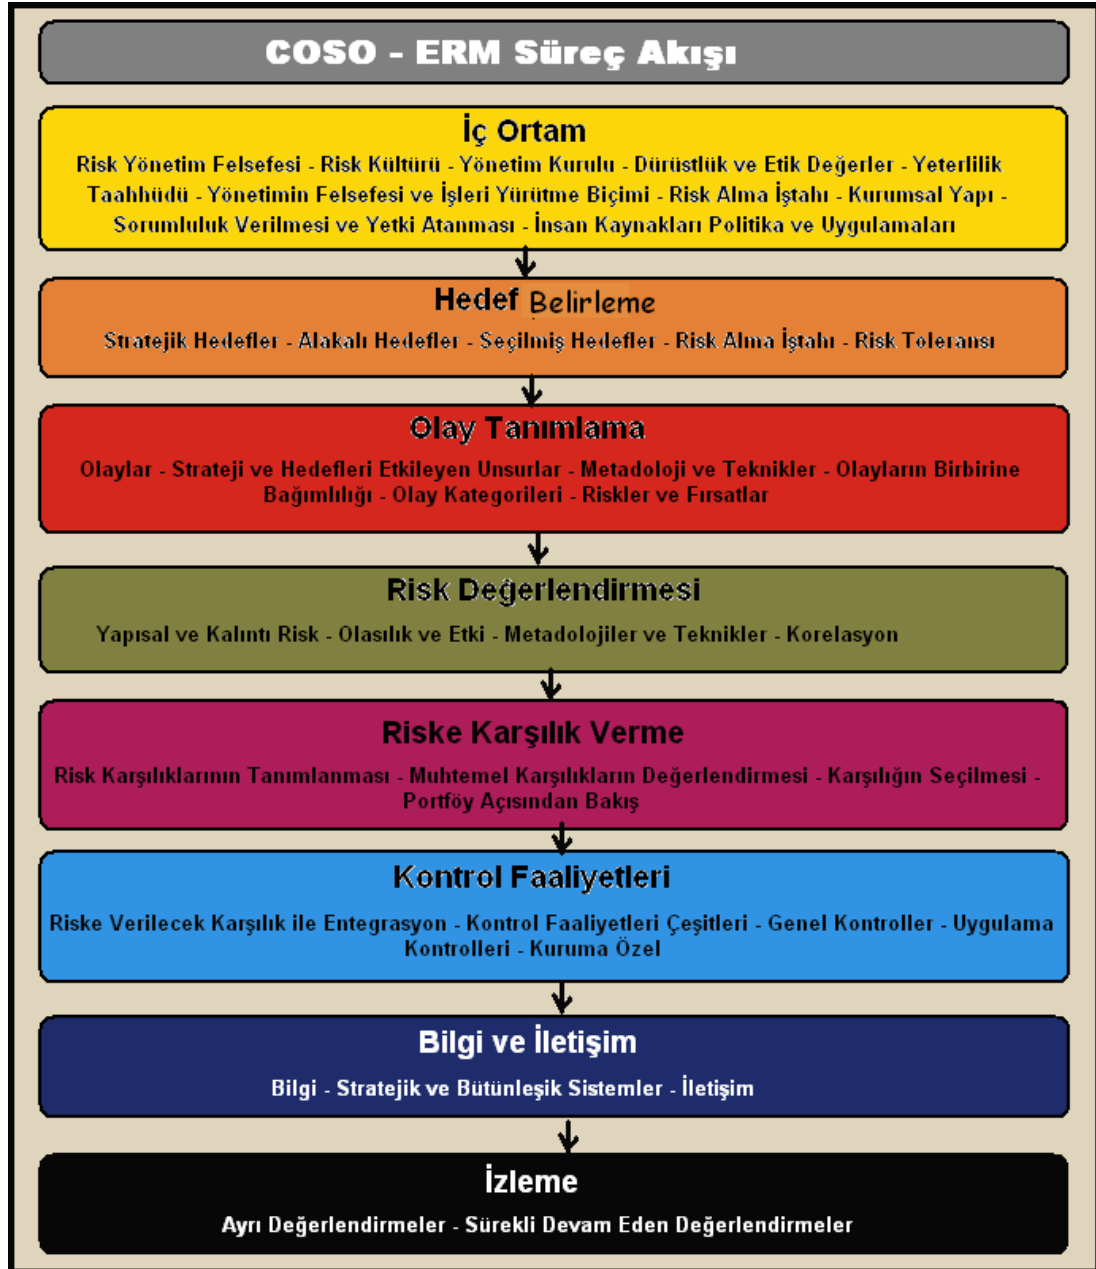 COSO - ERM Süreç Akışı
İç Ortam
Risk Yönetim Felsefesi - Risk Kültürü - Yönetim Kurulu - Dürüstlük ve Etik Değerler - Yeterlilik
Taahhüdü - Yönetimin Felsefesi ve İşleri Yürütme Biçimi - Risk Alma İştahı - Kurumsal Yapı -
Sorumluluk Verilmesi ve Yetki Atanması - İnsan Kaynakları Politika ve Uygulamaları
Hedef Belirleme
Stratejik Hedefler - Alakalı Hedefler - Seçilmiş Hedefler - Risk Alma İştahı - Risk Toleransı
Olay Tanımlama
Olaylar - Strateji ve Hedefleri Etkileyen Unsurlar - Metadoloji ve Teknikler - Olayların Birbirine
Bağımlılığı - Olay Kategorileri - Riskler ve Fırsatlar
Risk Değerlendirmesi
Yapısal ve Kalıntı Risk - Olasılık ve Etki - Metadolojiler ve Teknikler - Korelasyon
Riske Karşılık Verme
Risk Karşılıklarının Tanımlanması - Muhtemel Karşılıkların Değerlendirmesi - Karşılığın Seçilmesi -
Portföy Açısından Bakış
Kontrol Faaliyetleri
Riske Verilecek Karşılık ile Entegrasyon - Kontrol Faaliyetleri Çeşitleri - Genel Kontroller - Uygulama
Kontrolleri - Kuruma Özel
Bilgi ve İletişim
Bilgi - Stratejik ve Bütünleşik Sistemler - İletişim
İzleme
Ayrı Değerlendirmeler - Sürekli Devam Eden Değerlendirmeler